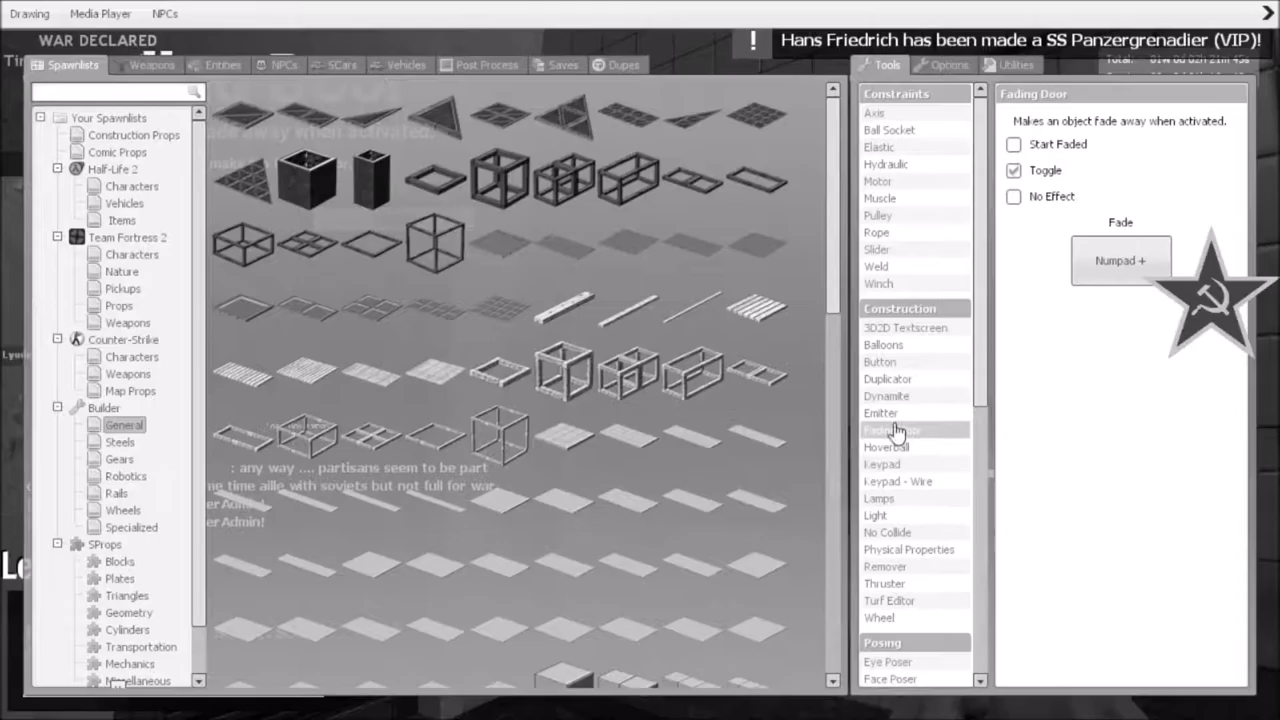 Drawing Media Player NPCs
WAR DECLARED
! Hans Friedrich has been made a SS Panzergrenadier (VIP)!
Spawnlists Weapons Entities NPCs SCars Vehicles Post Process Saves Dupes
Your Spawnlists
Construction Props
Comic Props
Half-Life 2
Characters
Vehicles
Items
Team Fortress 2
Characters
Nature
Pickups
Props
Weapons
Counter-Strike
Characters
Weapons
Map Props
Builder
General
Steels
Gears
Robotics
Rails
Wheels
Specialized
SProps
Blocks
Plates
Triangles
Geometry
Cylinders
Transportation
Mechanics
Miscellaneous
ade away when activated!
: any way .... partisans seem to be part
me time aille with soviets but not full for war
erAdmin!
erAdmin!
Tools Options Utilities
Constraints
Axis
Ball Socket
Elastic
Hydraulic
Motor
Muscle
Pulley
Rope
Slider
Weld
Winch
Construction
3D2D Textscreen
Balloons
Button
Duplicator
Dynamite
Emitter
Hoverball
Keypad
Keypad - Wire
Lamps
Light
No Collide
Physical Properties
Remover
Thruster
Turf Editor
Wheel
Posing
Eye Poser
Face Poser
Fading Door
Makes an object fade away when activated.
Start Faded
Toggle
No Effect
Fade
Numpad +